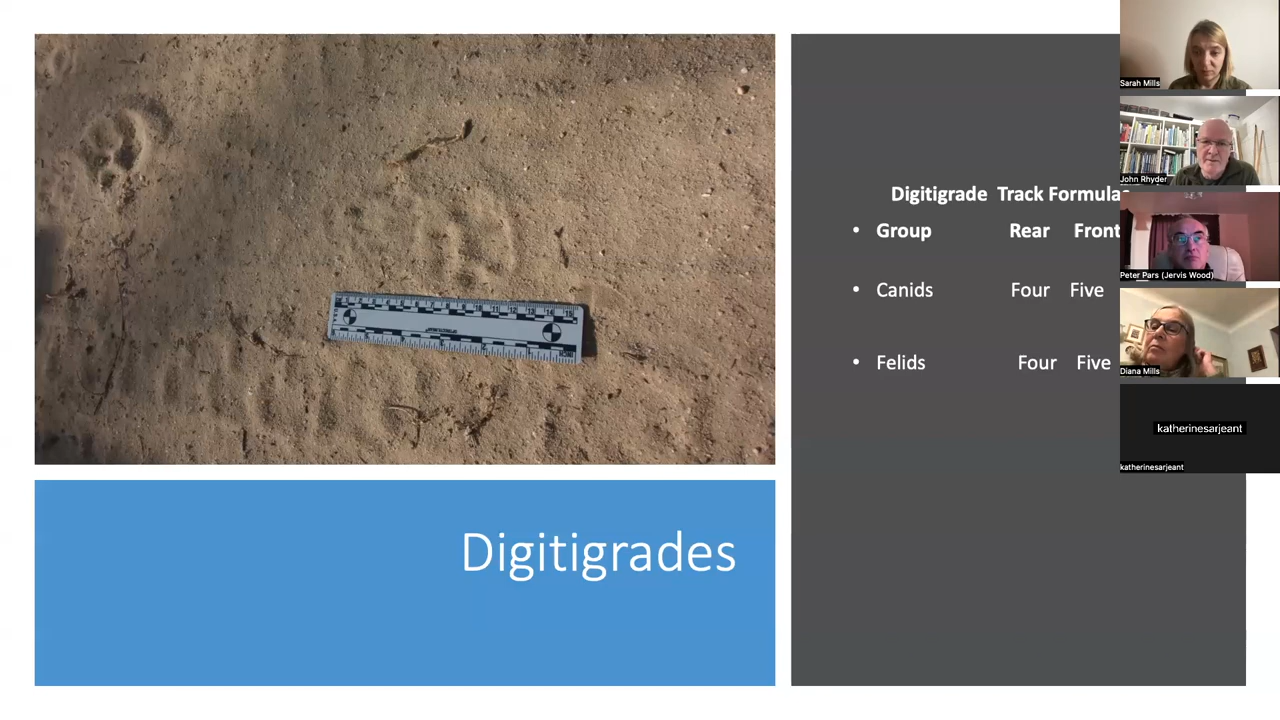 Digitigrade Track Formulas
• Group Rear Front
• Canids Four Five
• Felids Four Five
Digitigrades
Sarah Mills
John Rhyder
Peter Pars (Jervis Wood)
Diana Mills
katherinesarjeant
katherinesarjeant